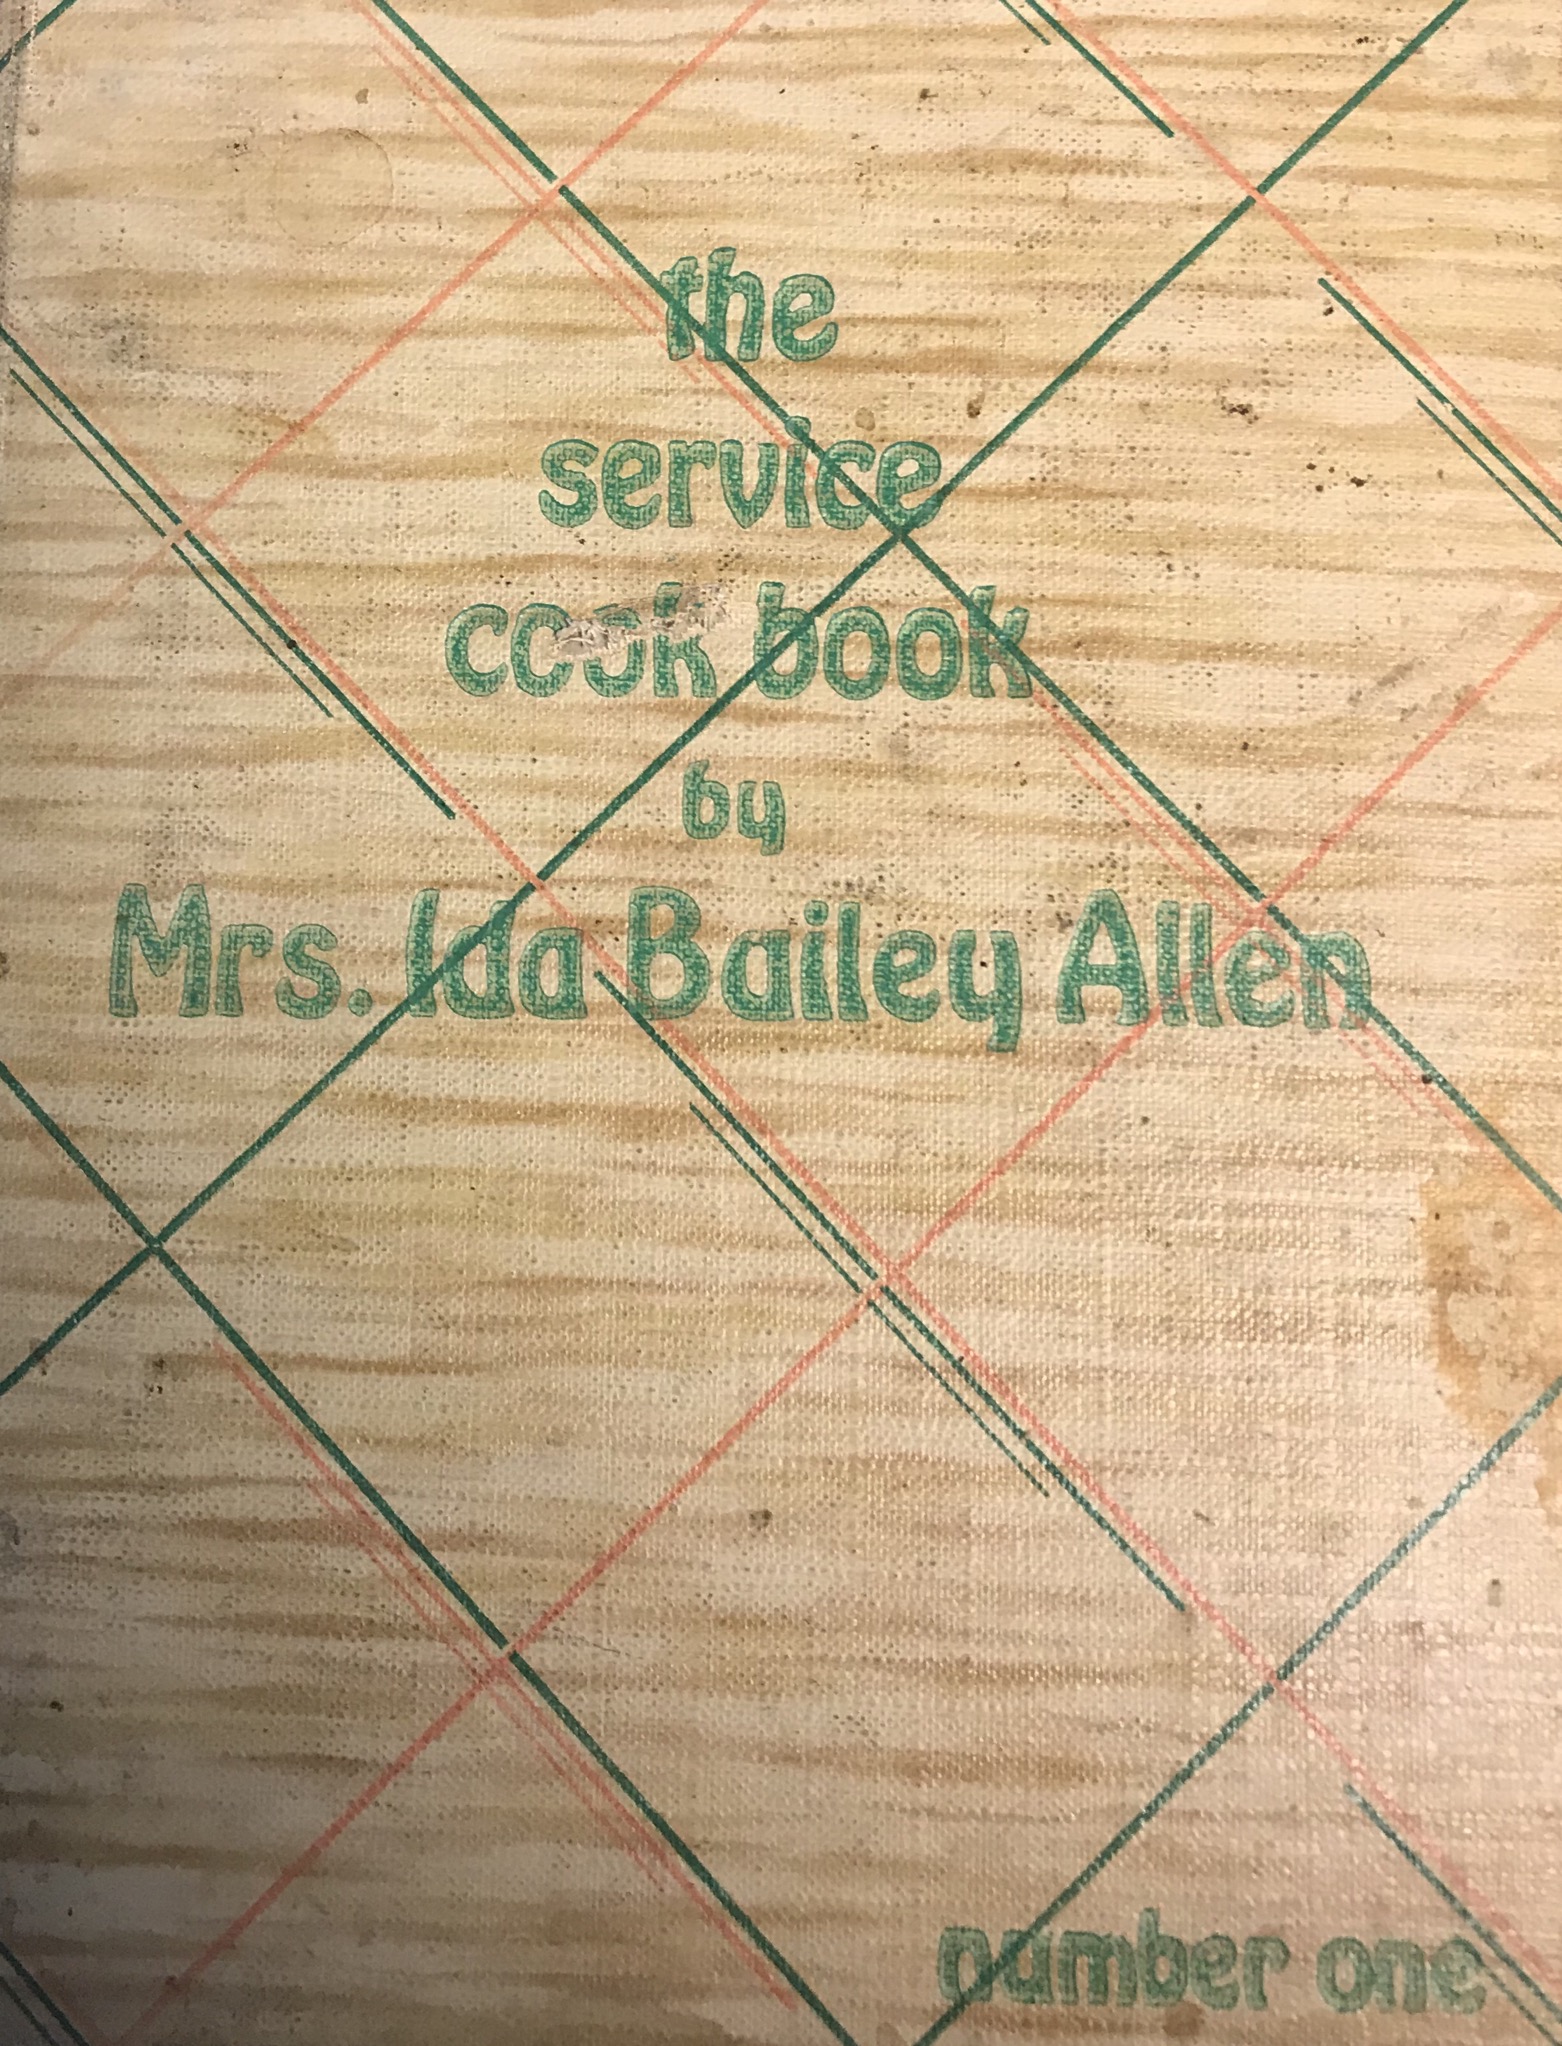 the
service
cook book
by
Mrs. Ida Bailey Allen
number one